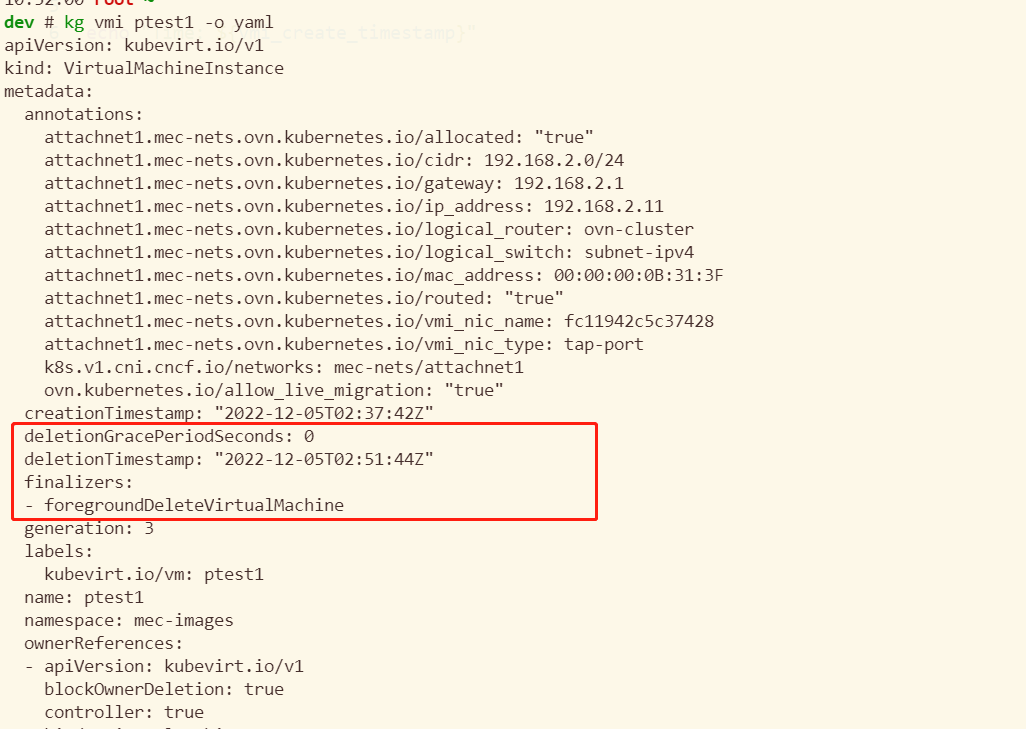 10:52:00 root ~
dev # kg vmi ptest1 -o yaml
apiVersion: kubevirt.io/v1
kind: VirtualMachineInstance
metadata:
  annotations:
    attachnet1.mec-nets.ovn.kubernetes.io/allocated: "true"
    attachnet1.mec-nets.ovn.kubernetes.io/cidr: 192.168.2.0/24
    attachnet1.mec-nets.ovn.kubernetes.io/gateway: 192.168.2.1
    attachnet1.mec-nets.ovn.kubernetes.io/ip_address: 192.168.2.11
    attachnet1.mec-nets.ovn.kubernetes.io/logical_router: ovn-cluster
    attachnet1.mec-nets.ovn.kubernetes.io/logical_switch: subnet-ipv4
    attachnet1.mec-nets.ovn.kubernetes.io/mac_address: 00:00:00:0B:31:3F
    attachnet1.mec-nets.ovn.kubernetes.io/routed: "true"
    attachnet1.mec-nets.ovn.kubernetes.io/vmi_nic_name: fc11942c5c37428
    attachnet1.mec-nets.ovn.kubernetes.io/vmi_nic_type: tap-port
    k8s.v1.cni.cncf.io/networks: mec-nets/attachnet1
    ovn.kubernetes.io/allow_live_migration: "true"
  creationTimestamp: "2022-12-05T02:37:42Z"
  deletionGracePeriodSeconds: 0
  deletionTimestamp: "2022-12-05T02:51:44Z"
  finalizers:
  - foregroundDeleteVirtualMachine
  generation: 3
  labels:
    kubevirt.io/vm: ptest1
  name: ptest1
  namespace: mec-images
  ownerReferences:
  - apiVersion: kubevirt.io/v1
    blockOwnerDeletion: true
    controller: true